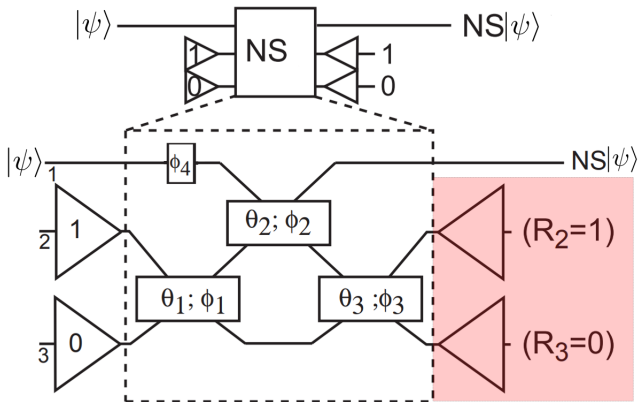 |ψ⟩ NS|ψ⟩
1 NS 1
0 0
|ψ⟩ 1 ϕ4 NS|ψ⟩
θ2; ϕ2
2 1 (R2=1)
θ1; ϕ1 θ3 ;ϕ3
3 0 (R3=0)